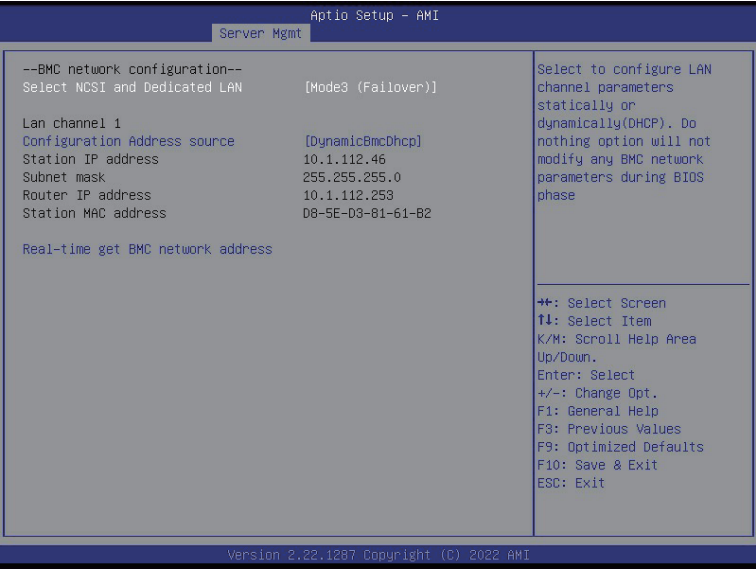 Aptio Setup – AMI
Server Mgmt
--BMC network configuration--
Select NCSI and Dedicated LAN [Mode3 (Failover)]
Lan channel 1
Configuration Address source [DynamicBmcDhcp]
Station IP address 10.1.112.46
Subnet mask 255.255.255.0
Router IP address 10.1.112.253
Station MAC address D8-5E-D3-81-61-B2
Real-time get BMC network address
Select to configure LAN
channel parameters
statically or
dynamically(DHCP). Do
nothing option will not
modify any BMC network
parameters during BIOS
phase
→←: Select Screen
↑↓: Select Item
K/M: Scroll Help Area
Up/Down.
Enter: Select
+/-: Change Opt.
F1: General Help
F3: Previous Values
F9: Optimized Defaults
F10: Save & Exit
ESC: Exit
Version 2.22.1287 Copyright (C) 2022 AMI